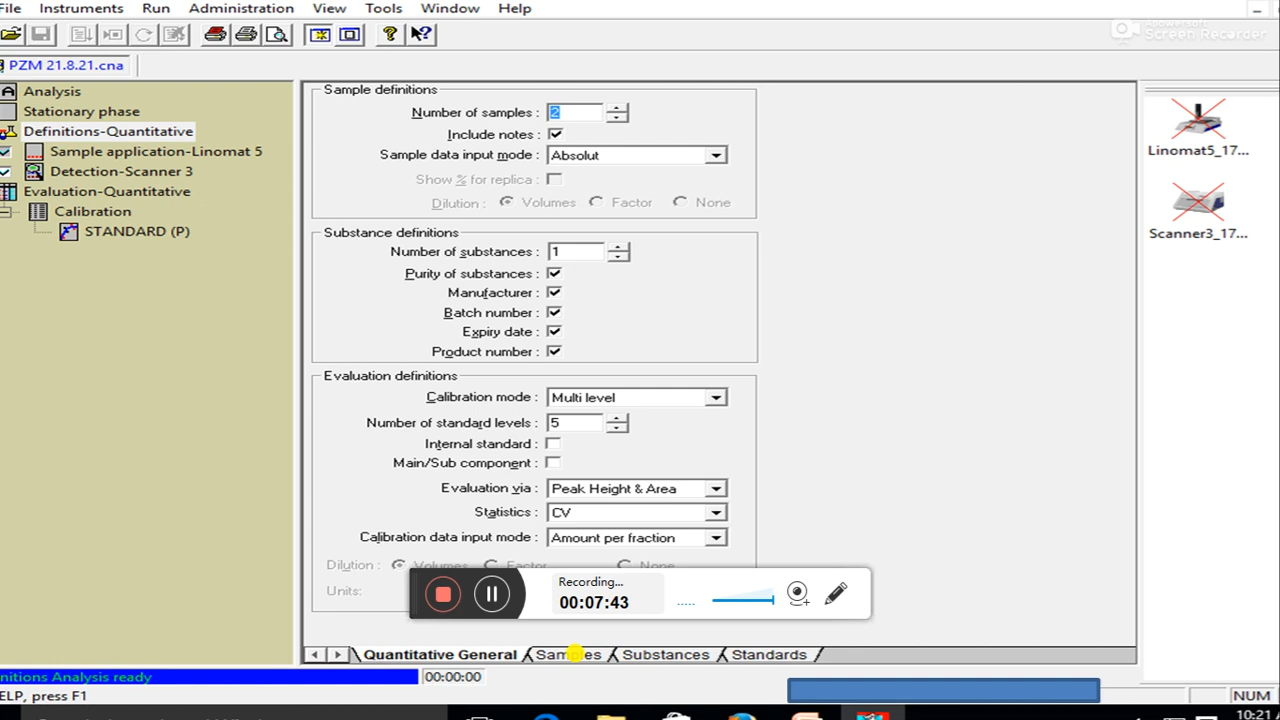 File Instruments Run Administration View Tools Window Help
Apowersoft
Screen Recorder
PZM 21.8.21.cna
Analysis
Stationary phase
Definitions-Quantitative
Sample application-Linomat 5
Detection-Scanner 3
Evaluation-Quantitative
Calibration
STANDARD (P)
Sample definitions
Number of samples : 2
Include notes :
Sample data input mode : Absolut
Show % for replica :
Dilution : Volumes Factor None
Substance definitions
Number of substances : 1
Purity of substances :
Manufacturer :
Batch number :
Expiry date :
Product number :
Evaluation definitions
Calibration mode : Multi level
Number of standard levels : 5
Internal standard :
Main/Sub component :
Evaluation via : Peak Height & Area
Statistics : CV
Calibration data input mode : Amount per fraction
Dilution : Volumes Factor None
Units:
Linomat5_17...
Scanner3_17...
Recording...
00:07:43
Quantitative General Samples Substances Standards
nitions Analysis ready 00:00:00
ELP, press F1 NUM
10:21